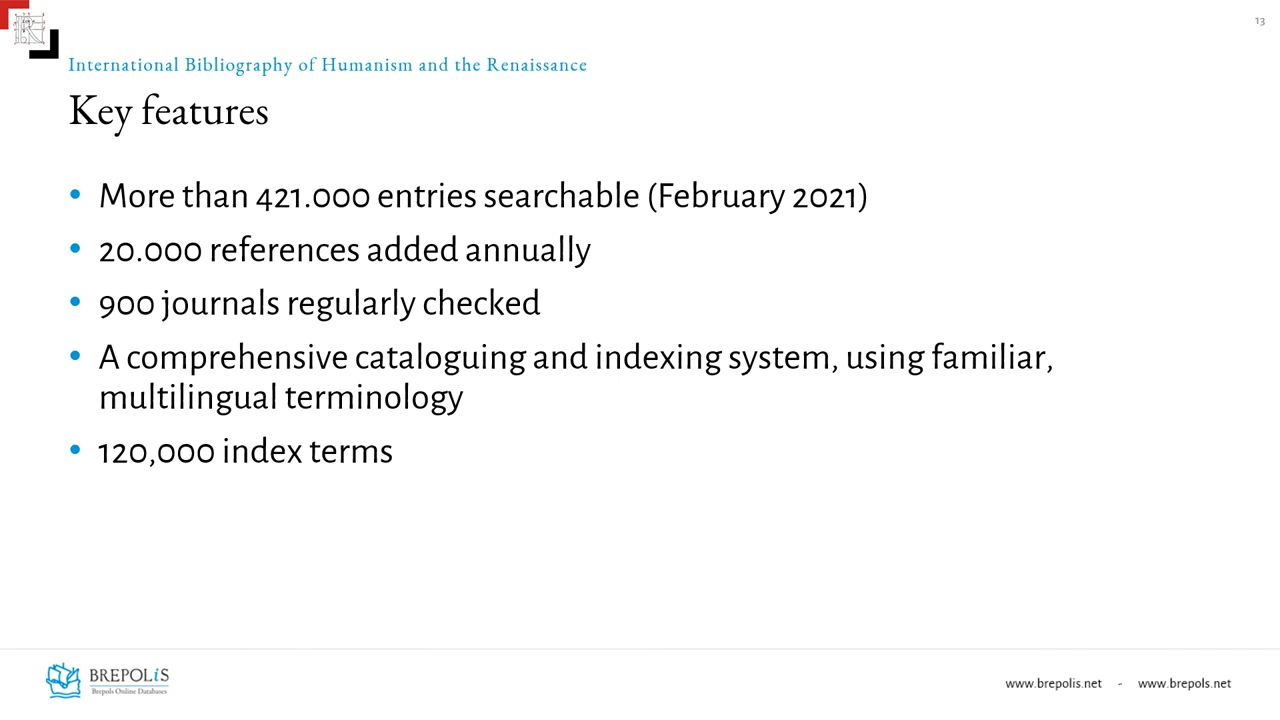 13
International Bibliography of Humanism and the Renaissance
Key features
• More than 421.000 entries searchable (February 2021)
• 20.000 references added annually
• 900 journals regularly checked
• A comprehensive cataloguing and indexing system, using familiar,
multilingual terminology
• 120,000 index terms
BREPOLiS
Brepols Online Databases
www.brepolis.net - www.brepols.net